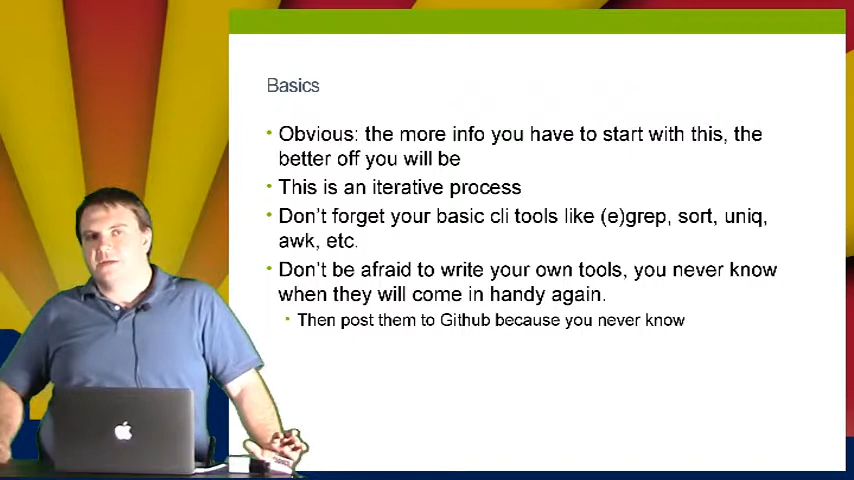 Basics
Obvious: the more info you have to start with this, the
better off you will be
This is an iterative process
Don't forget your basic cli tools like (e)grep, sort, uniq,
awk, etc.
Don't be afraid to write your own tools, you never know
when they will come in handy again.
Then post them to Github because you never know